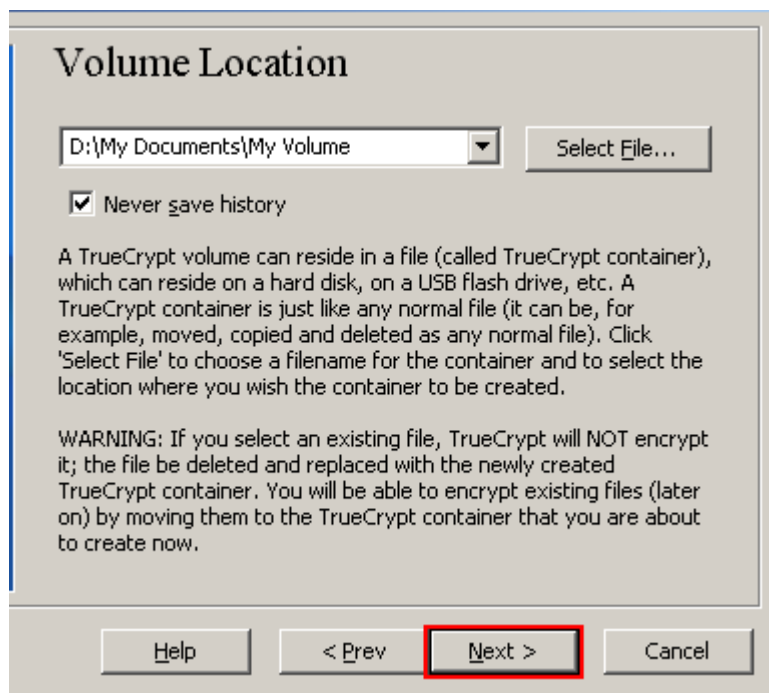 Volume Location
D:\My Documents\My Volume
Select File...
Never save history
A TrueCrypt volume can reside in a file (called TrueCrypt container),
which can reside on a hard disk, on a USB flash drive, etc. A
TrueCrypt container is just like any normal file (it can be, for
example, moved, copied and deleted as any normal file). Click
'Select File' to choose a filename for the container and to select the
location where you wish the container to be created.
WARNING: If you select an existing file, TrueCrypt will NOT encrypt
it; the file be deleted and replaced with the newly created
TrueCrypt container. You will be able to encrypt existing files (later
on) by moving them to the TrueCrypt container that you are about
to create now.
Help
< Prev
Next >
Cancel